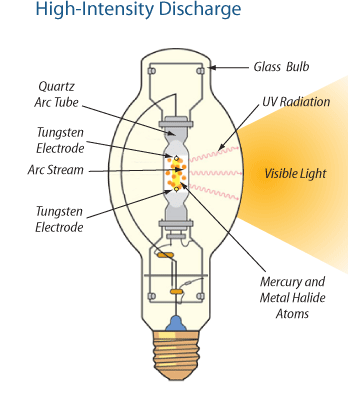 High-Intensity Discharge
Glass Bulb
Quartz
Arc Tube
UV Radiation
Tungsten
Electrode
Arc Stream
Visible Light
Tungsten
Electrode
Mercury and
Metal Halide
Atoms